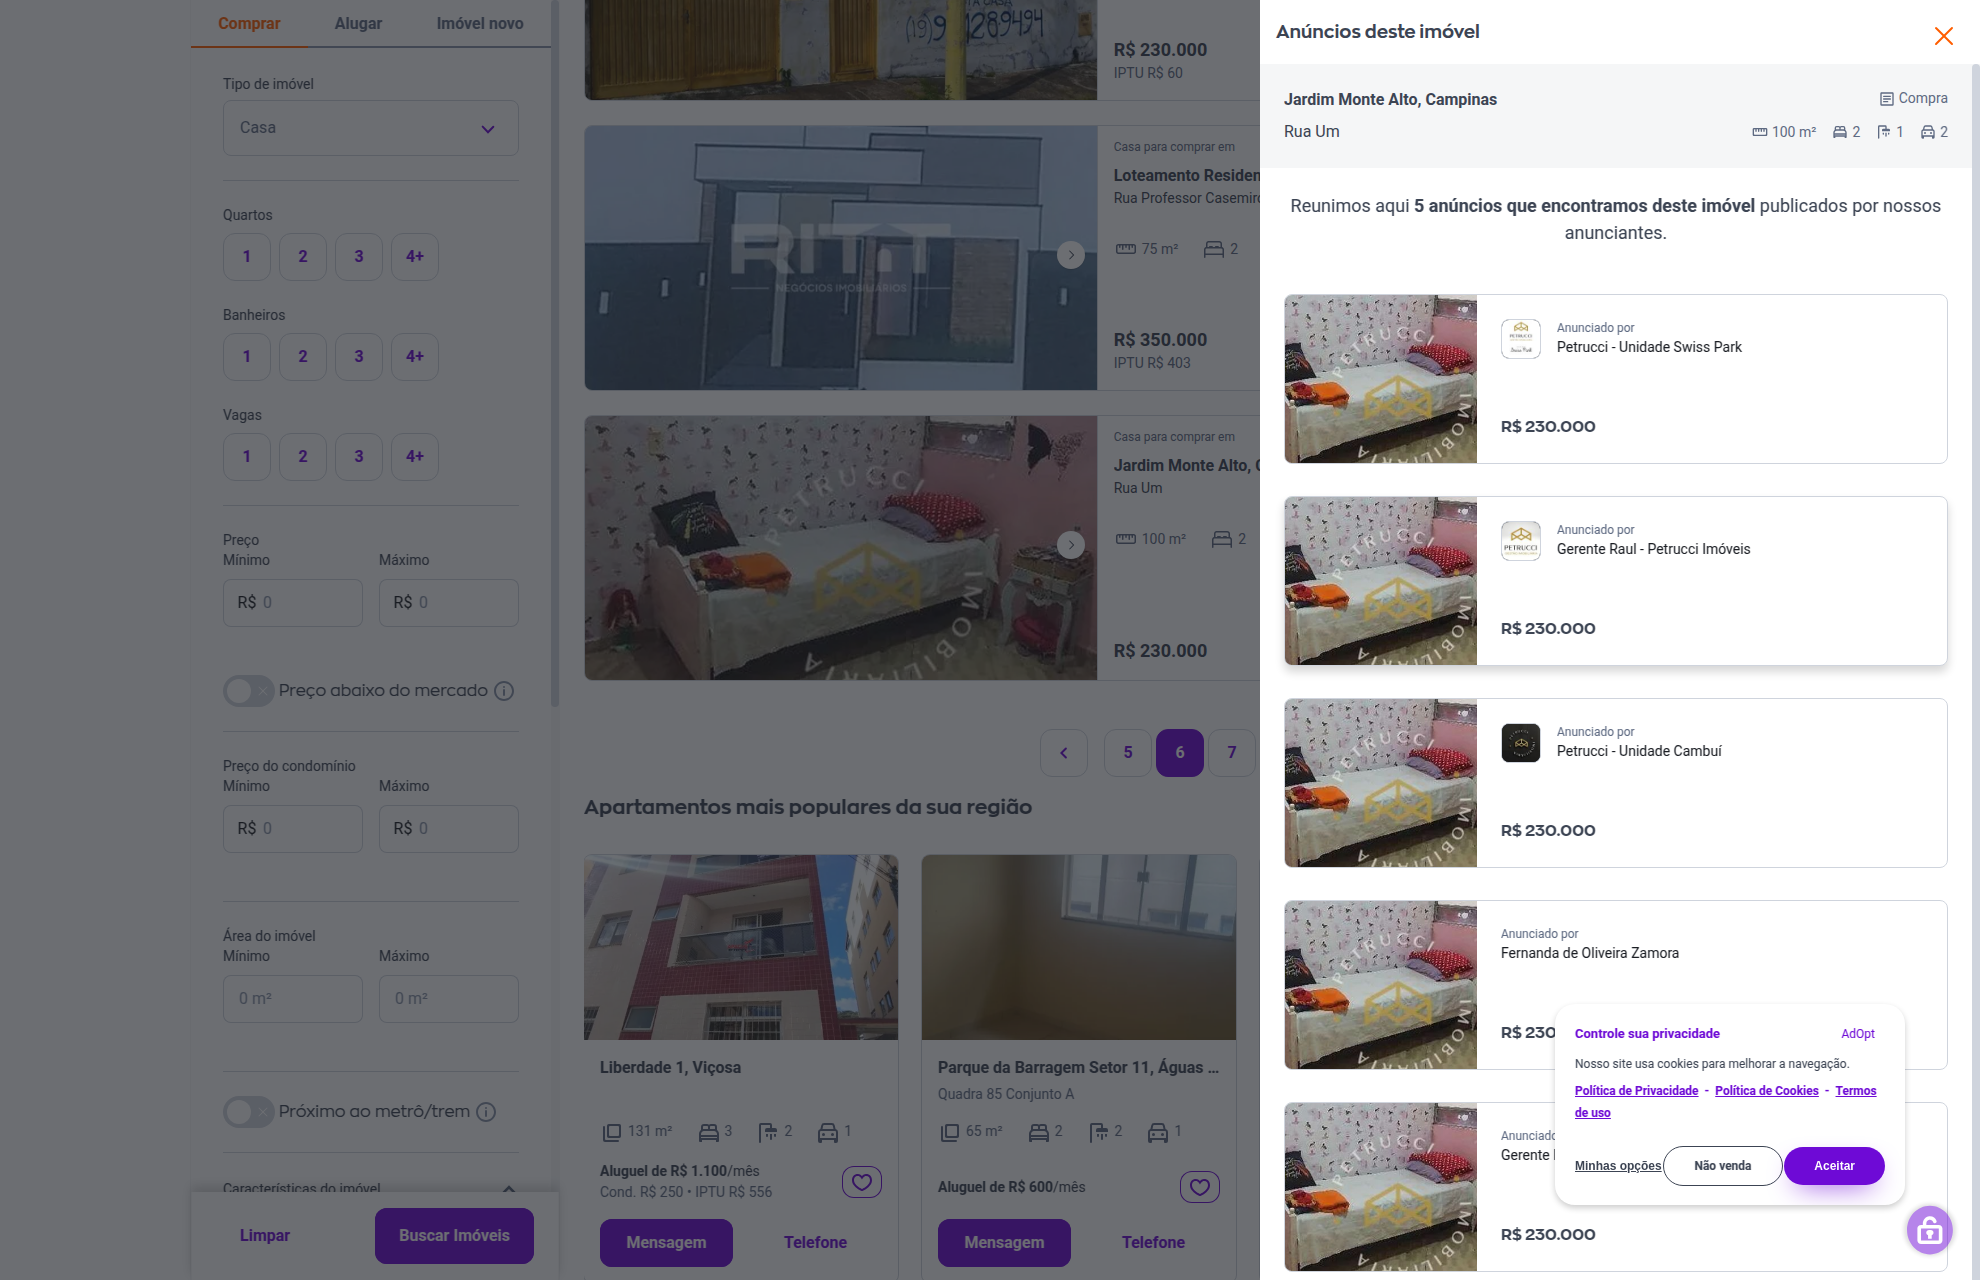 Comprar
Alugar
Imóvel novo
Tipo de imóvel
Casa
Quartos
1
2
3
4+
Banheiros
1
2
3
4+
Vagas
1
2
3
4+
Preço
Mínimo
Máximo
R$ 0
R$ 0
Preço abaixo do mercado
Preço do condomínio
Mínimo
Máximo
R$ 0
R$ 0
Área do imóvel
Mínimo
Máximo
0 m²
0 m²
Próximo ao metrô/trem
Características do imóvel
Limpar
Buscar Imóveis
R$ 230.000
IPTU R$ 60
RITT
NEGÓCIOS IMOBILIÁRIOS
Casa para comprar em
Loteamento Residen
Rua Professor Casemiro
75 m²
2
R$ 350.000
IPTU R$ 403
PETRUCCI
IMOBILIARIA
Casa para comprar em
Jardim Monte Alto, C
Rua Um
100 m²
2
R$ 230.000
5
6
7
Apartamentos mais populares da sua região
Liberdade 1, Viçosa
131 m²
3
2
1
Aluguel de R$ 1.100/mês
Cond. R$ 250 • IPTU R$ 556
Mensagem
Telefone
Parque da Barragem Setor 11, Águas ...
Quadra 85 Conjunto A
65 m²
2
2
1
Aluguel de R$ 600/mês
Mensagem
Telefone
Anúncios deste imóvel
Jardim Monte Alto, Campinas
Compra
Rua Um
100 m²
2
1
2
Reunimos aqui 5 anúncios que encontramos deste imóvel publicados por nossos
anunciantes.
Anunciado por
Petrucci - Unidade Swiss Park
R$ 230.000
Anunciado por
Gerente Raul - Petrucci Imóveis
R$ 230.000
Anunciado por
Petrucci - Unidade Cambuí
R$ 230.000
Anunciado por
Fernanda de Oliveira Zamora
R$ 230
Anunciado
Gerente
R$ 230.000
Controle sua privacidade
AdOpt
Nosso site usa cookies para melhorar a navegação.
Política de Privacidade - Política de Cookies - Termos
de uso
Minhas opções
Não venda
Aceitar